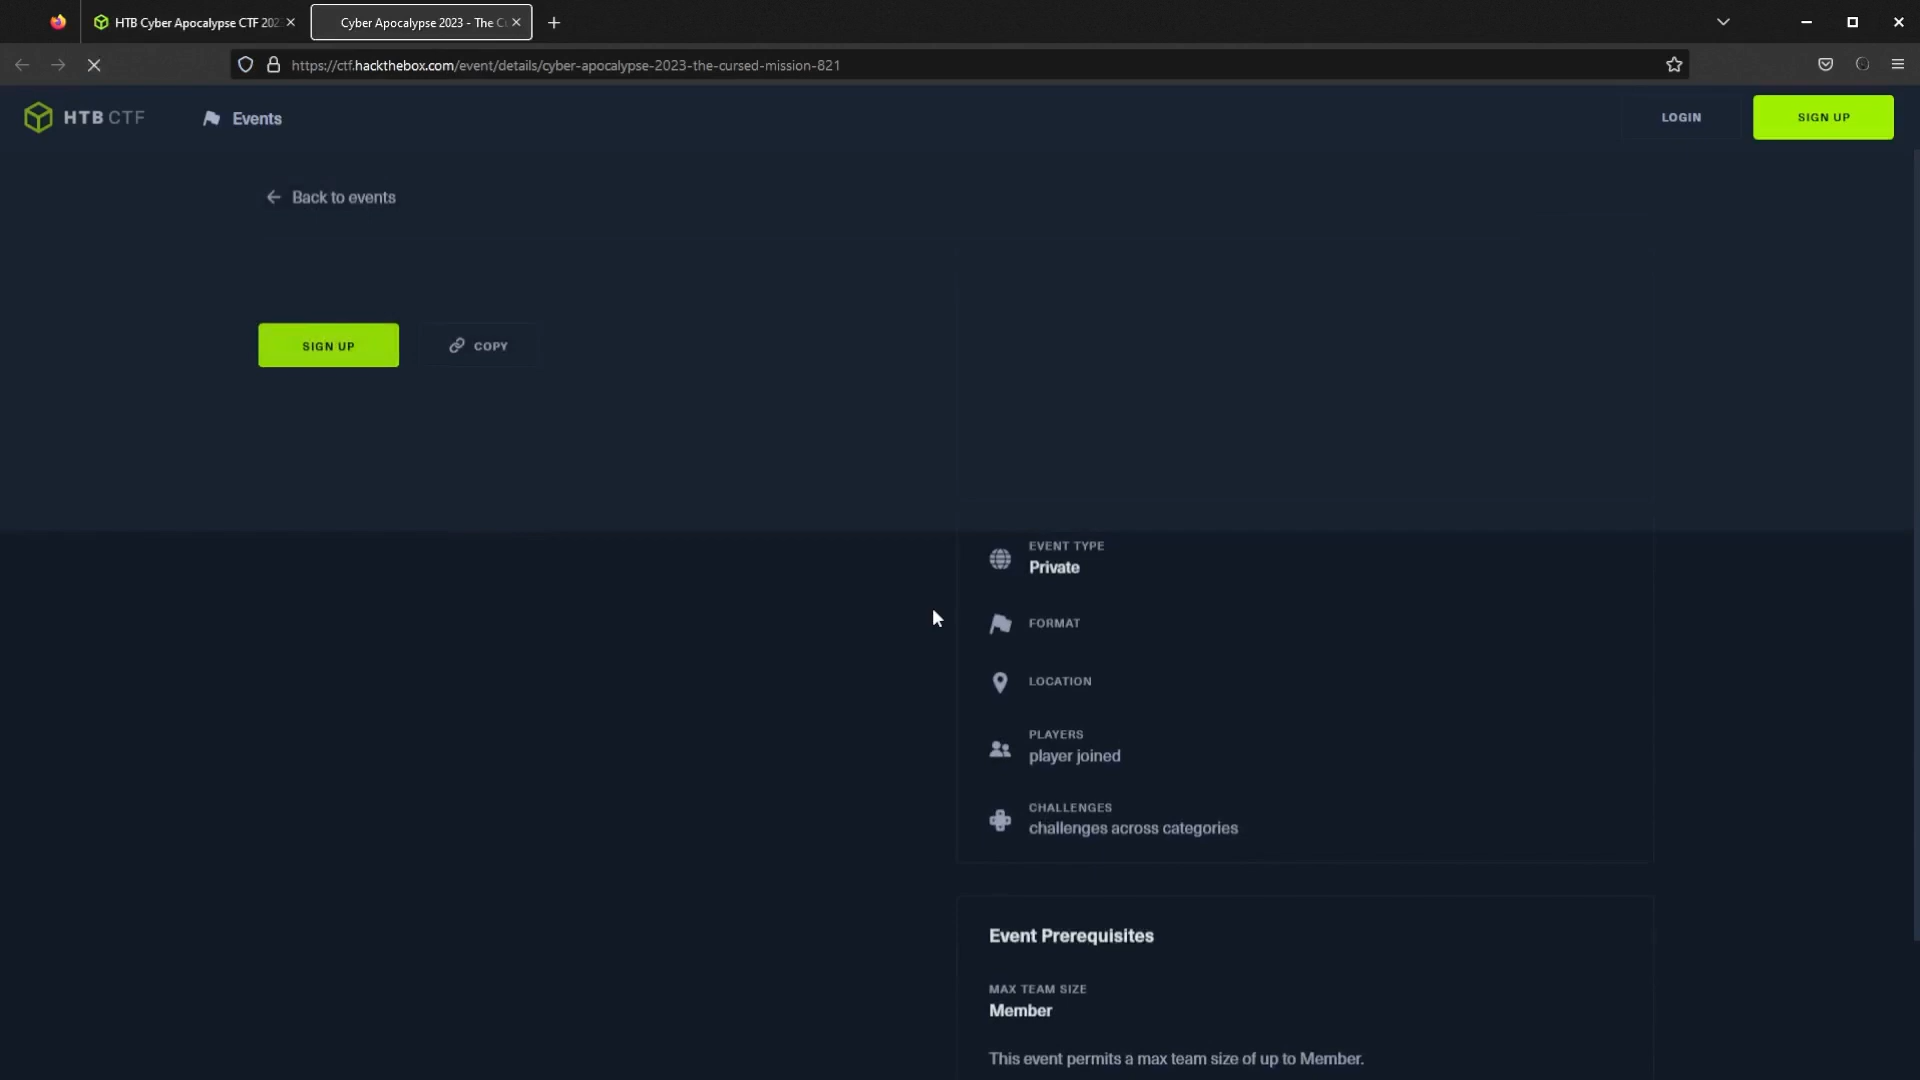 HTB Cyber Apocalypse CTF 202
Cyber Apocalypse 2023 - The C
https://ctf.hackthebox.com/event/details/cyber-apocalypse-2023-the-cursed-mission-821
HTB CTF
Events
LOGIN
SIGN UP
Back to events
SIGN UP
COPY
EVENT TYPE
Private
FORMAT
LOCATION
PLAYERS
player joined
CHALLENGES
challenges across categories
Event Prerequisites
MAX TEAM SIZE
Member
This event permits a max team size of up to Member.